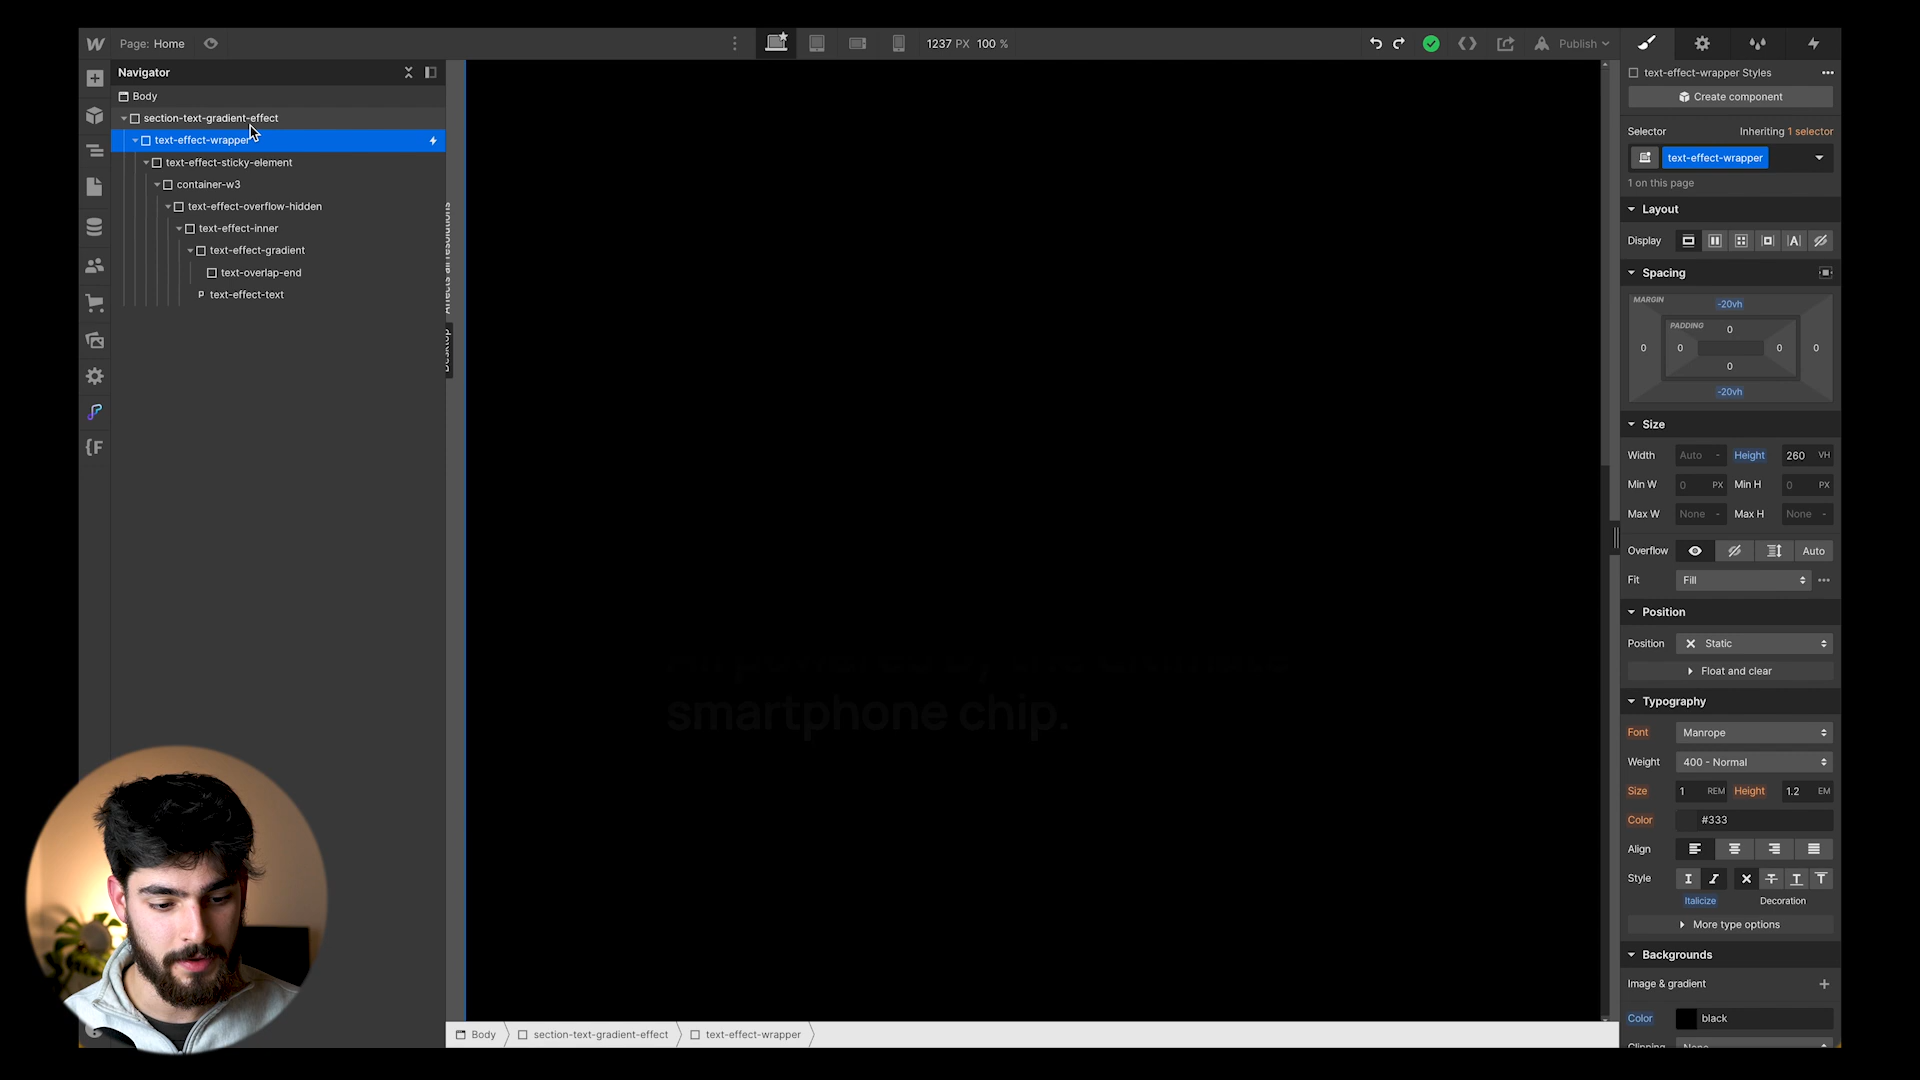 Page: Home
1237 PX 100 %
Publish
Navigator
Body
section-text-gradient-effect
text-effect-wrapper
text-effect-sticky-element
container-w3
text-effect-overflow-hidden
text-effect-inner
text-effect-gradient
text-overlap-end
P text-effect-text
{F
Affects all resolutions
Desktop
smartphone chip.
Body
section-text-gradient-effect
text-effect-wrapper
text-effect-wrapper Styles
Create component
Selector
Inheriting 1 selector
text-effect-wrapper
1 on this page
Layout
Display
Spacing
MARGIN
-20vh
PADDING
0
0 0 0 0
0
-20vh
Size
Width Auto - Height 260 VH
Min W 0 PX Min H 0 PX
Max W None - Max H None -
Overflow Auto
Fit Fill
Position
Position Static
Float and clear
Typography
Font Manrope
Weight 400 - Normal
Size 1 REM Height 1.2 EM
Color #333
Align
Style
Italicize Decoration
More type options
Backgrounds
Image & gradient
Color black
Clipping None